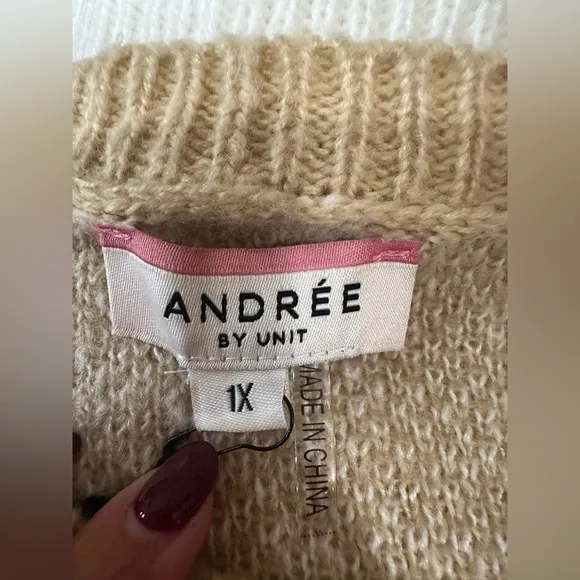 ANDRÉE
BY UNIT
1X
MADE IN CHINA